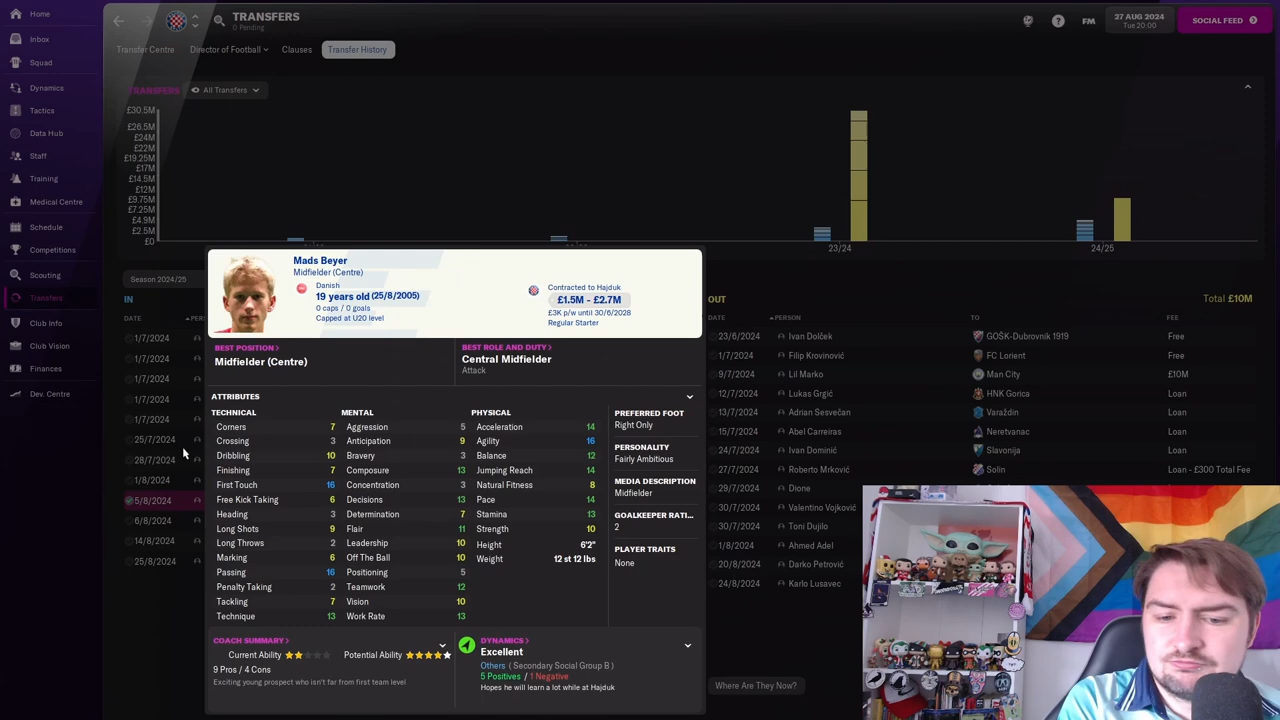 Home
Inbox
Squad
Dynamics
Tactics
Data Hub
Staff
Training
Medical Centre
Schedule
Competitions
Scouting
Transfers
Club Info
Club Vision
Finances
Dev. Centre
TRANSFERS
0 Pending
27 AUG 2024
Tue 20:00
FM
SOCIAL FEED
Transfer Centre
Director of Football
Clauses
Transfer History
TRANSFERS
All Transfers
£30.5M
£26.5M
£24M
£22M
£19.25M
£17M
£14.5M
£12M
£9.75M
£7.25M
£4.9M
£2.5M
£0
23/24
24/25
Season 2024/25
IN
DATE
PERS
1/7/2024
1/7/2024
1/7/2024
1/7/2024
1/7/2024
25/7/2024
28/7/2024
1/8/2024
5/8/2024
6/8/2024
14/8/2024
25/8/2024
Mads Beyer
Midfielder (Centre)
Danish
19 years old (25/8/2005)
0 caps / 0 goals
Capped at U20 level
Contracted to Hajduk
£1.5M - £2.7M
£3K p/w until 30/6/2028
Regular Starter
BEST POSITION
Midfielder (Centre)
BEST ROLE AND DUTY
Central Midfielder
Attack
ATTRIBUTES
TECHNICAL
Corners 7
Crossing 3
Dribbling 10
Finishing 7
First Touch 16
Free Kick Taking 6
Heading 3
Long Shots 9
Long Throws 2
Marking 6
Passing 16
Penalty Taking 2
Tackling 7
Technique 13
MENTAL
Aggression 5
Anticipation 9
Bravery 3
Composure 13
Concentration 3
Decisions 13
Determination 7
Flair 11
Leadership 10
Off The Ball 10
Positioning 5
Teamwork 12
Vision 10
Work Rate 13
PHYSICAL
Acceleration 14
Agility 16
Balance 12
Jumping Reach 14
Natural Fitness 8
Pace 14
Stamina 13
Strength 10
Height 6'2"
Weight 12 st 12 lbs
PREFERRED FOOT
Right Only
PERSONALITY
Fairly Ambitious
MEDIA DESCRIPTION
Midfielder
GOALKEEPER RATI...
2
PLAYER TRAITS
None
COACH SUMMARY
Current Ability
Potential Ability
9 Pros / 4 Cons
Exciting young prospect who isn't far from first team level
DYNAMICS
Excellent
Others ( Secondary Social Group B )
5 Positives / 1 Negative
Hopes he will learn a lot while at Hajduk
OUT
Total £10M
DATE PERSON TO FEE
23/6/2024 Ivan Dolček GOŠK-Dubrovnik 1919 Free
1/7/2024 Filip Krovinović FC Lorient Free
9/7/2024 Lil Marko Man City £10M
12/7/2024 Lukas Grgić HNK Gorica Loan
13/7/2024 Adrian Sesvečan Varaždin Loan
15/7/2024 Abel Carreiras Neretvanac Loan
24/7/2024 Ivan Dominić Slavonija Loan
27/7/2024 Roberto Mrković Solin Loan - £300 Total Fee
29/7/2024 Dione
30/7/2024 Valentino Vojković
30/7/2024 Toni Dujilo
1/8/2024 Ahmed Adel
20/8/2024 Darko Petrović
24/8/2024 Karlo Lusavec
Where Are They Now?